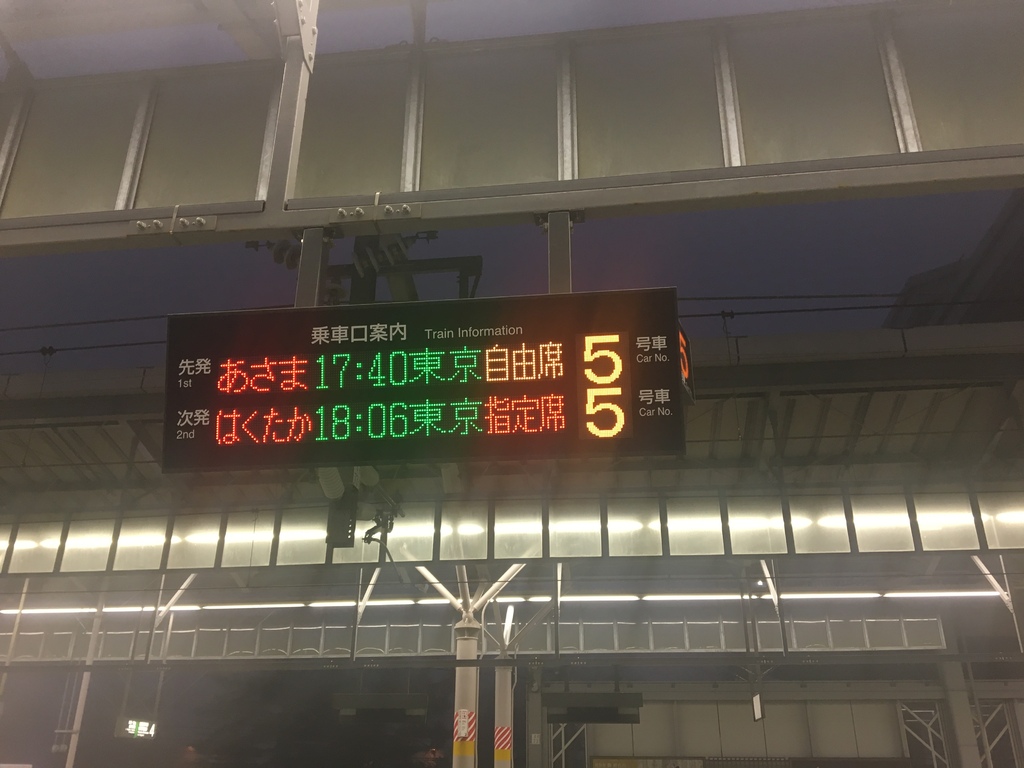 乗車口案内 Train Information
先発 1st あさま 17:40 東京 自由席 5 号車 Car No.
次発 2nd はくたか 18:06 東京 指定席 5 号車 Car No.
5